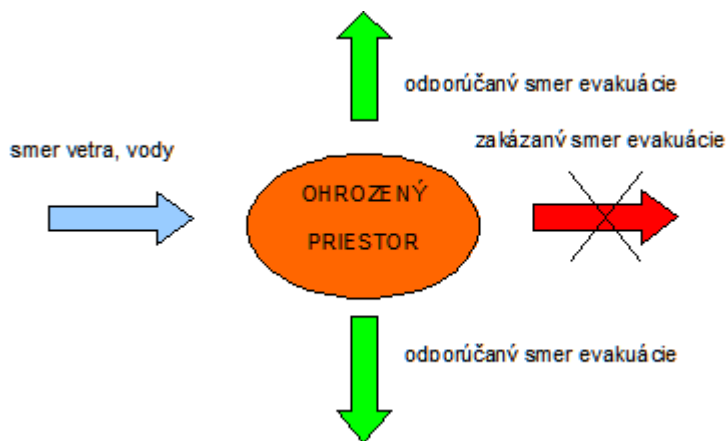 odporúčaný smer evakuácie
smer vetra, vody
zakázaný smer evakuácie
OHROZENÝ
PRIESTOR
odporúčaný smer evakuácie